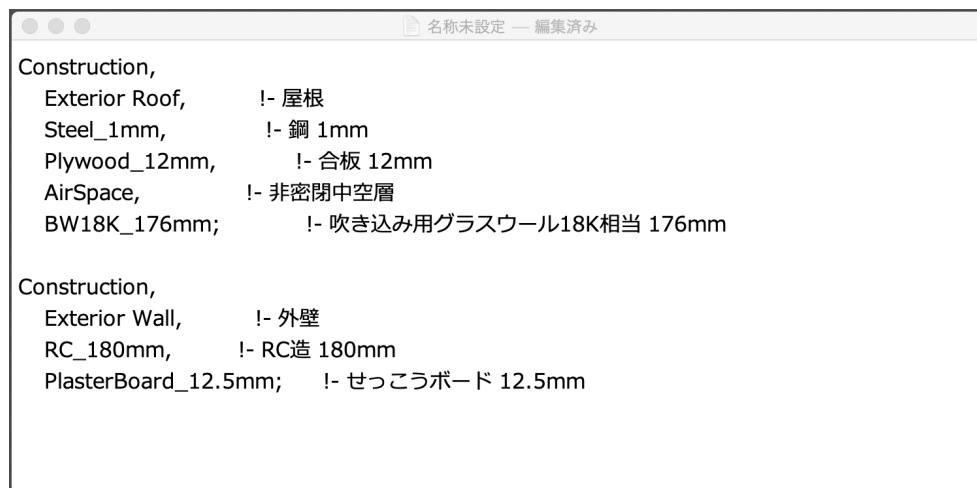 名称未設定 — 編集済み
Construction,
Exterior Roof, !- 屋根
Steel_1mm, !- 鋼 1mm
Plywood_12mm, !- 合板 12mm
AirSpace, !- 非密閉中空層
BW18K_176mm; !- 吹き込み用グラスウール18K相当 176mm
Construction,
Exterior Wall, !- 外壁
RC_180mm, !- RC造 180mm
PlasterBoard_12.5mm; !- せっこうボード 12.5mm